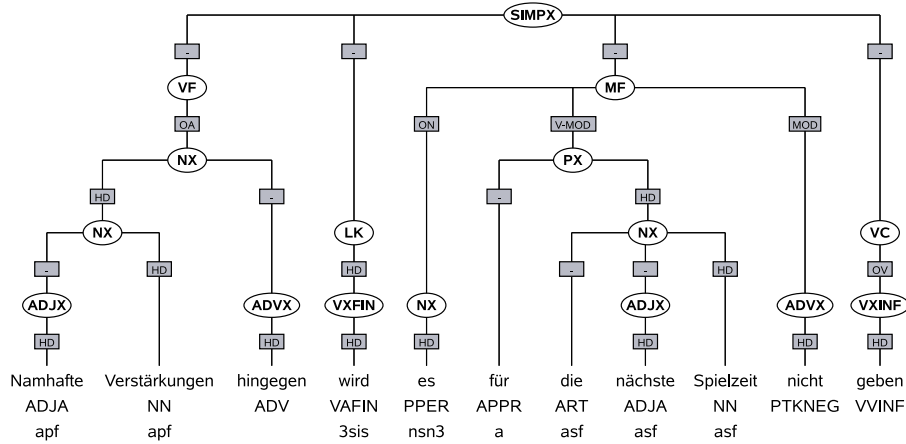 SIMPX
- - - -
VF MF
OA ON V-MOD MOD
NX PX
HD - - HD
NX LK NX VC
- HD HD - - HD OV
ADJX ADVX VXFIN NX ADJX ADVX VXINF
HD HD HD HD HD HD HD
Namhafte Verstärkungen hingegen wird es für die nächste Spielzeit nicht geben
ADJA NN ADV VAFIN PPER APPR ART ADJA NN PTKNEG VVINF
apf apf 3sis nsn3 a asf asf asf